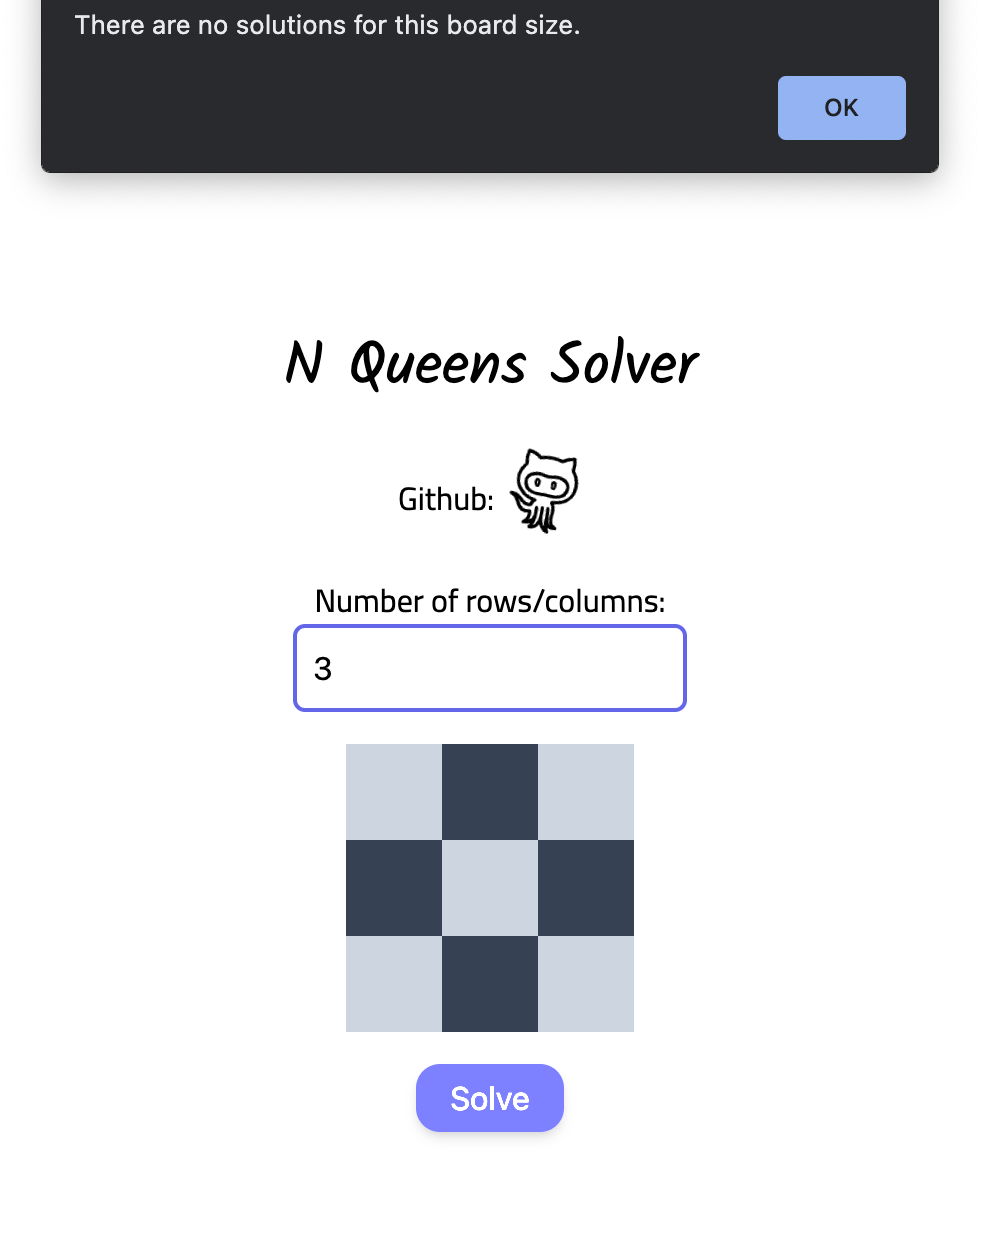 There are no solutions for this board size.
OK
N Queens Solver
Github:
Number of rows/columns:
3
Solve